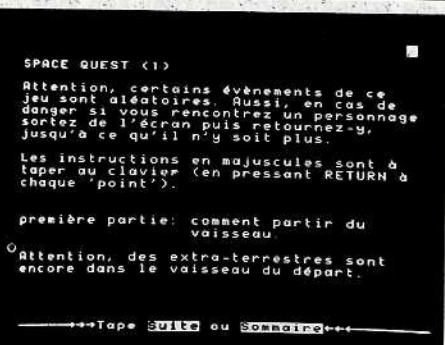 SPACE QUEST <1>
Attention, certains évènements de ce
jeu sont aléatoires. Aussi, en cas de
danger si vous rencontrez un personnage
sortez de l'écran puis retournez-y,
jusqu'à ce qu'il n'y soit plus.
Les instructions en majuscules sont à
taper au clavier (en pressant RETURN à
chaque 'point').
première partie: comment partir du
vaisseau.
Attention, des extra-terrestres sont
encore dans le vaisseau du départ.
Tape Suite ou Sommaire